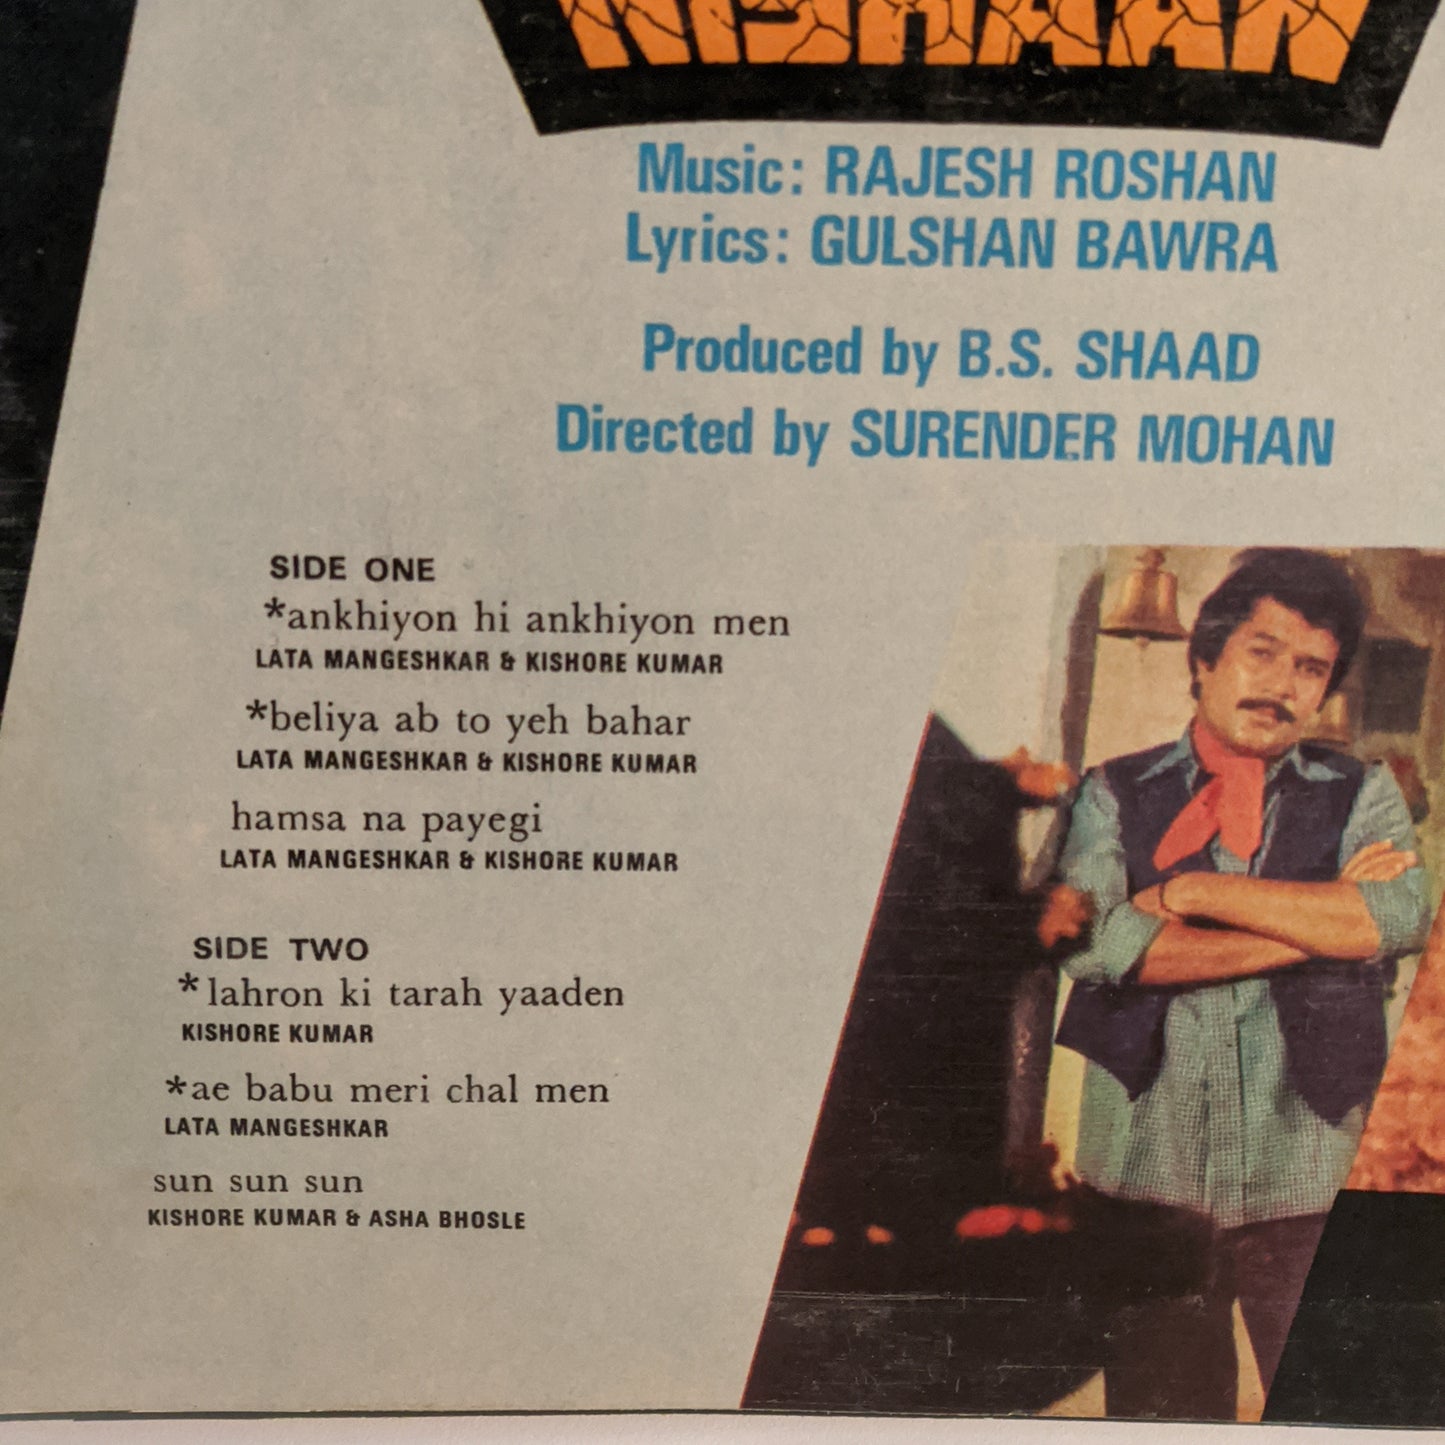 NISHAAN
Music: RAJESH ROSHAN
Lyrics: GULSHAN BAWRA
Produced by B.S. SHAAD
Directed by SURENDER MOHAN
SIDE ONE
*ankhiyon hi ankhiyon men
LATA MANGESHKAR & KISHORE KUMAR
*beliya ab to yeh bahar
LATA MANGESHKAR & KISHORE KUMAR
hamsa na payegi
LATA MANGESHKAR & KISHORE KUMAR
SIDE TWO
*lahron ki tarah yaaden
KISHORE KUMAR
*ae babu meri chal men
LATA MANGESHKAR
sun sun sun
KISHORE KUMAR & ASHA BHOSLE